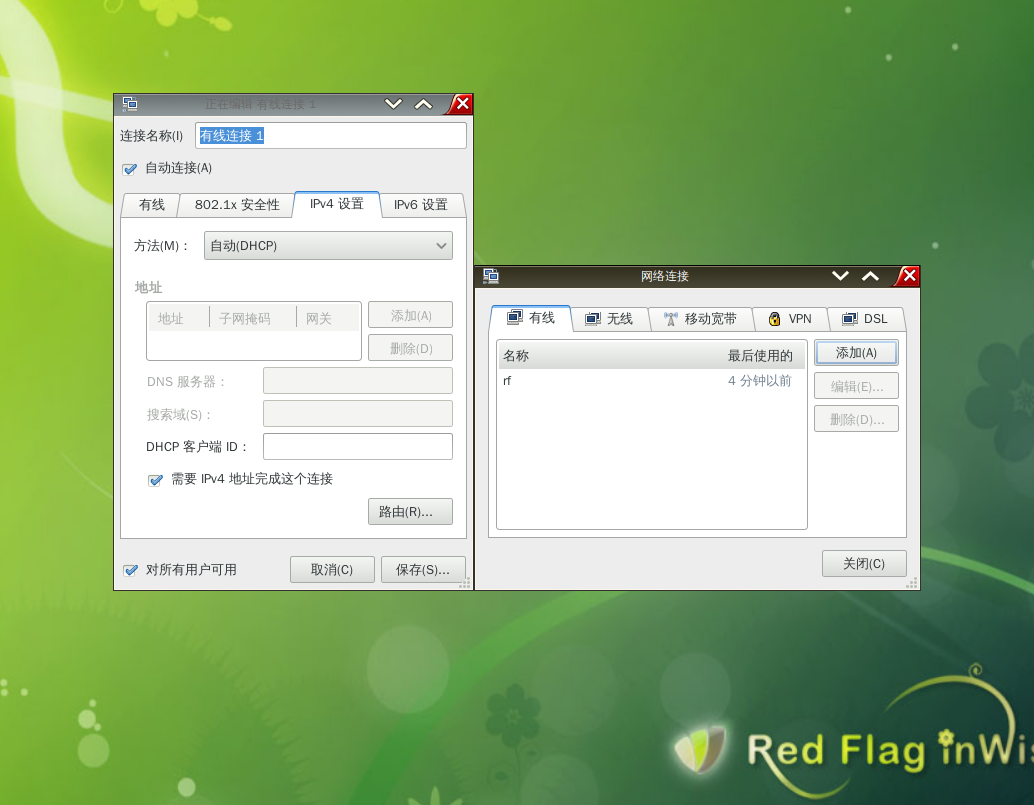 正在编辑 有线连接 1
连接名称(I) 有线连接 1
自动连接(A)
有线 802.1x 安全性 IPv4 设置 IPv6 设置
方法(M)： 自动(DHCP)
地址
地址 子网掩码 网关 添加(A)
删除(D)
DNS 服务器：
搜索域(S)：
DHCP 客户端 ID：
需要 IPv4 地址完成这个连接
路由(R)...
对所有用户可用 取消(C) 保存(S)...
网络连接
有线 无线 移动宽带 VPN DSL
名称 最后使用的 添加(A)
rf 4 分钟以前 编辑(E)...
删除(D)...
关闭(C)
Red Flag inWis